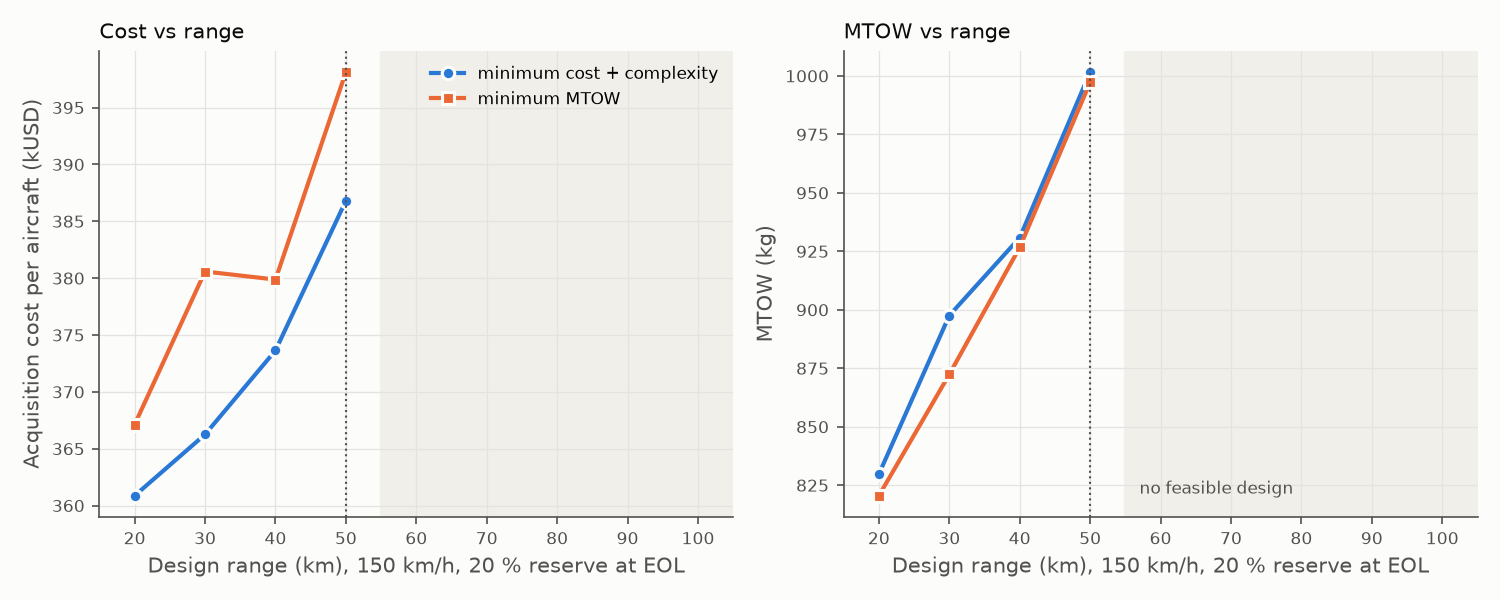 Cost vs range
Acquisition cost per aircraft (kUSD)
395
390
385
380
375
370
365
360
minimum cost + complexity
minimum MTOW
20 30 40 50 60 70 80 90 100
Design range (km), 150 km/h, 20 % reserve at EOL
MTOW vs range
MTOW (kg)
1000
975
950
925
900
875
850
825
no feasible design
20 30 40 50 60 70 80 90 100
Design range (km), 150 km/h, 20 % reserve at EOL